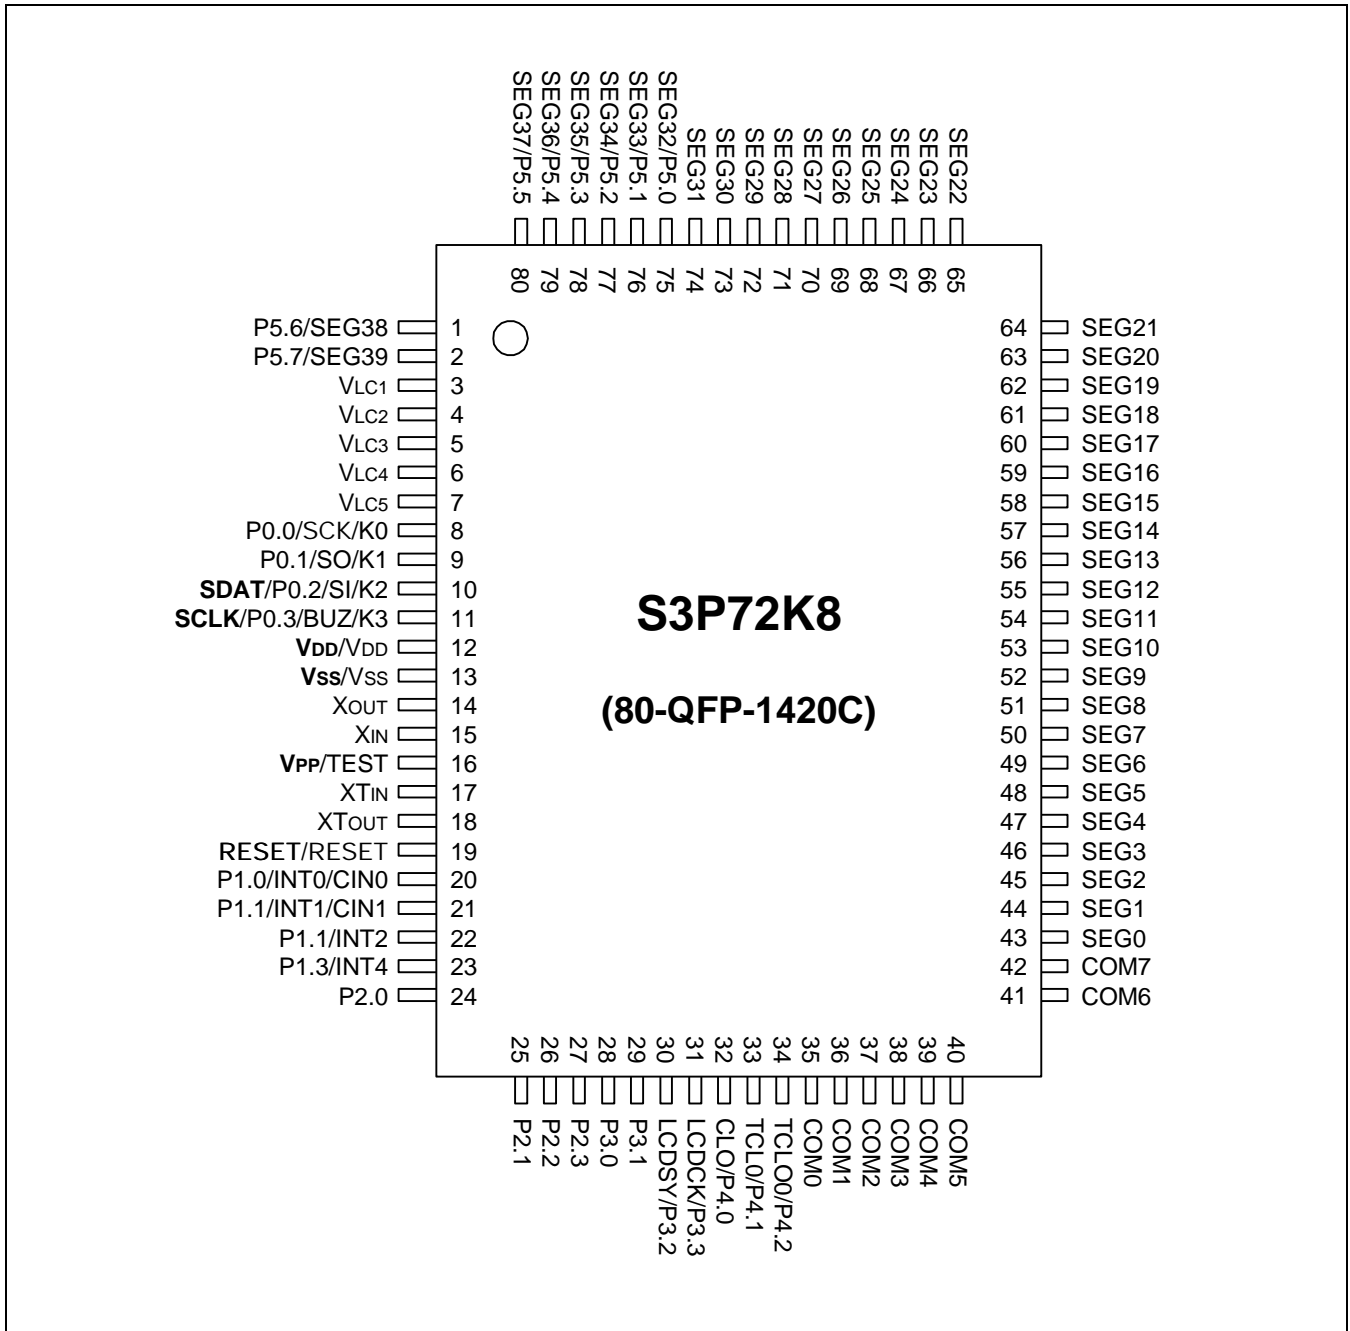 SEG37/P5.5
SEG36/P5.4
SEG35/P5.3
SEG34/P5.2
SEG33/P5.1
SEG32/P5.0
SEG31
SEG30
SEG29
SEG28
SEG27
SEG26
SEG25
SEG24
SEG23
SEG22
80
79
78
77
76
75
74
73
72
71
70
69
68
67
66
65
P5.6/SEG38 1
P5.7/SEG39 2
VLC1 3
VLC2 4
VLC3 5
VLC4 6
VLC5 7
P0.0/SCK/K0 8
P0.1/SO/K1 9
SDAT/P0.2/SI/K2 10
SCLK/P0.3/BUZ/K3 11
VDD/VDD 12
VSS/VSS 13
XOUT 14
XIN 15
VPP/TEST 16
XTIN 17
XTOUT 18
RESET/RESET 19
P1.0/INT0/CIN0 20
P1.1/INT1/CIN1 21
P1.1/INT2 22
P1.3/INT4 23
P2.0 24
S3P72K8
(80-QFP-1420C)
64 SEG21
63 SEG20
62 SEG19
61 SEG18
60 SEG17
59 SEG16
58 SEG15
57 SEG14
56 SEG13
55 SEG12
54 SEG11
53 SEG10
52 SEG9
51 SEG8
50 SEG7
49 SEG6
48 SEG5
47 SEG4
46 SEG3
45 SEG2
44 SEG1
43 SEG0
42 COM7
41 COM6
25
26
27
28
29
30
31
32
33
34
35
36
37
38
39
40
P2.1
P2.2
P2.3
P3.0
P3.1
LCDSY/P3.2
LCDCK/P3.3
CLO/P4.0
TCL0/P4.1
TCLO0/P4.2
COM0
COM1
COM2
COM3
COM4
COM5